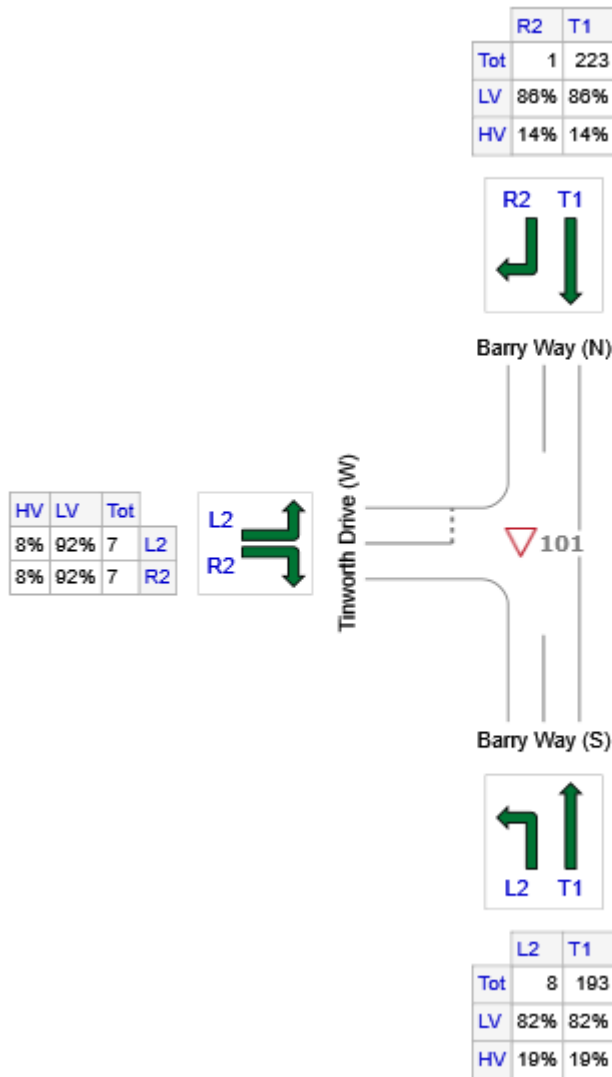 R2 T1
Tot 1 223
LV 86% 86%
HV 14% 14%
R2 T1
Barry Way (N)
HV LV Tot
8% 92% 7 L2
8% 92% 7 R2
L2
R2
Tinworth Drive (W)
101
Barry Way (S)
L2 T1
L2 T1
Tot 8 193
LV 82% 82%
HV 19% 19%